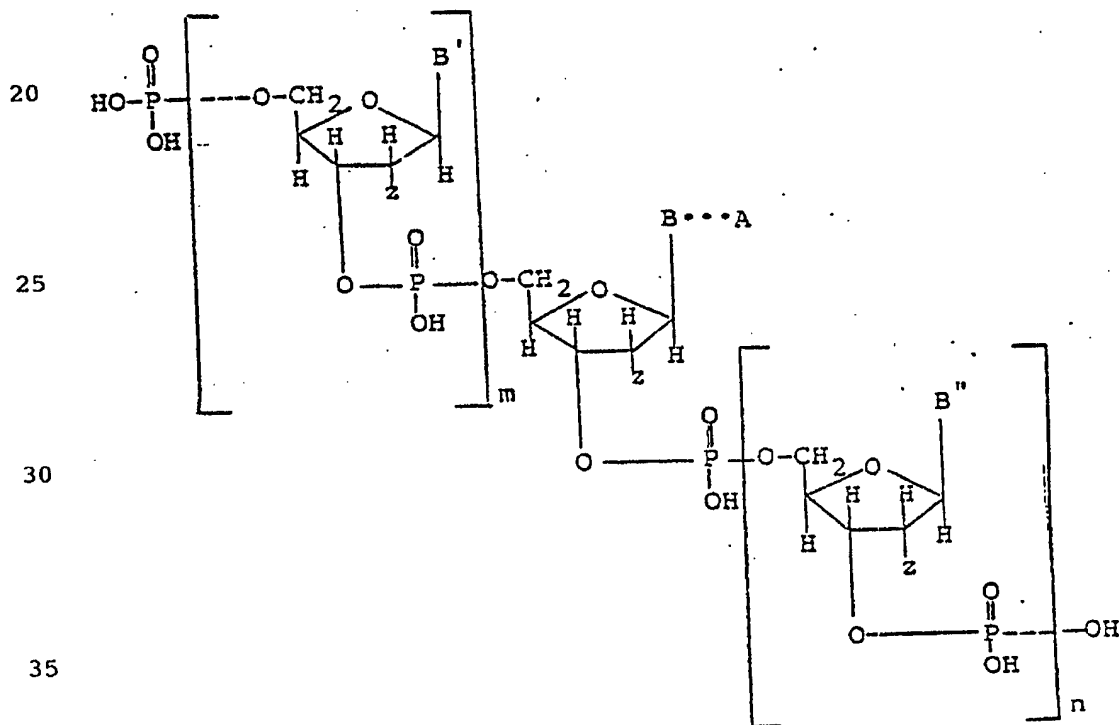 B'
O
20 HO-P-O-CH2 O
OH H H
H z H
B•••A
O
25 O-P-O-CH2 O
OH H H
H z H
m
B"
O
30 O-P-O-CH2 O
OH H H
H z H
O
O-P-OH
OH
35
n